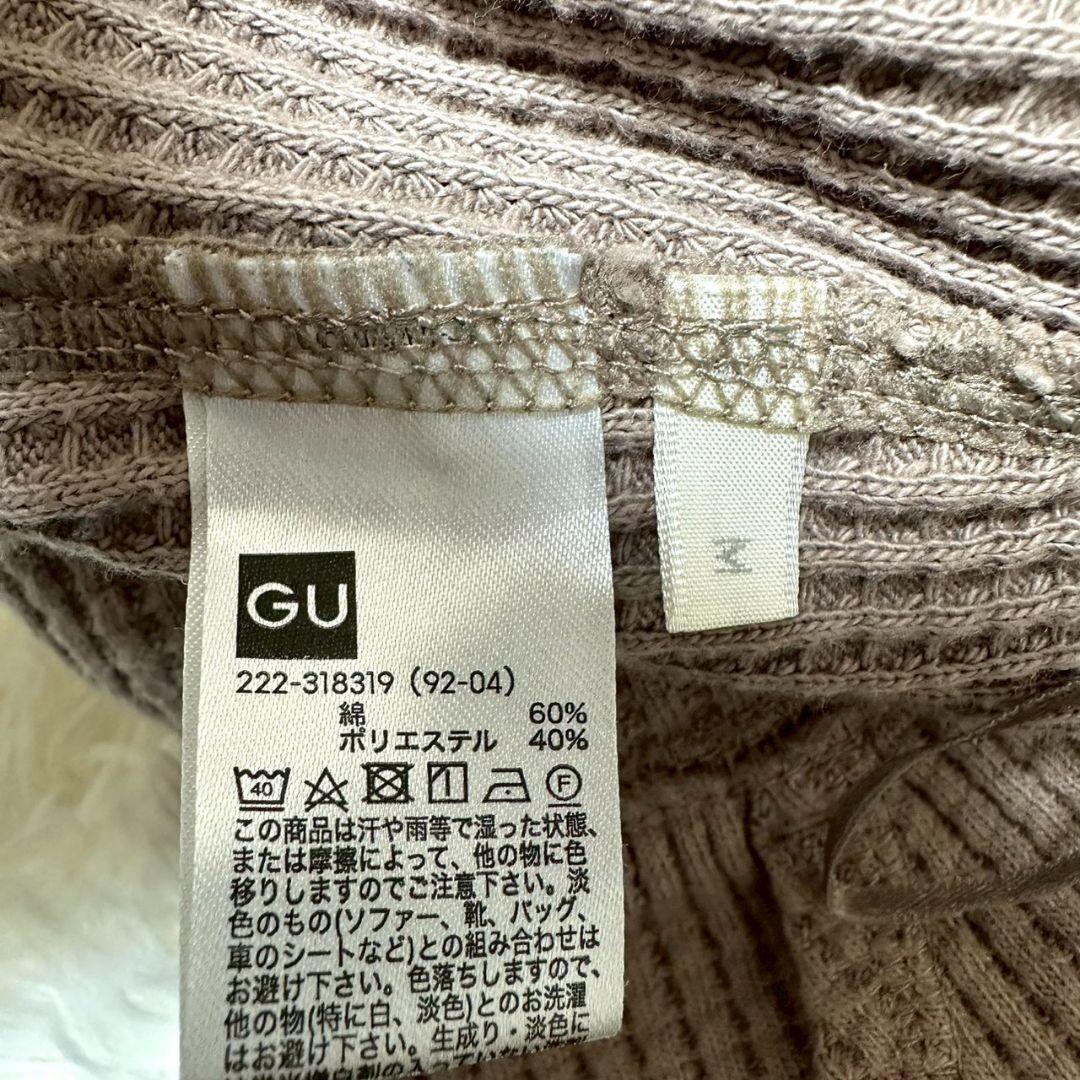 GU
M
222-318319 (92-04)
綿 60%
ポリエステル 40%
40
F
この商品は汗や雨等で湿った状態、
または摩擦によって、他の物に色
移りしますのでご注意下さい。淡
色のもの(ソファー、靴、バッグ、
車のシートなど)との組み合わせは
お避け下さい。色落ちしますので、
他の物(特に白、淡色)とのお洗濯
はお避け下さい。生成り・淡色に